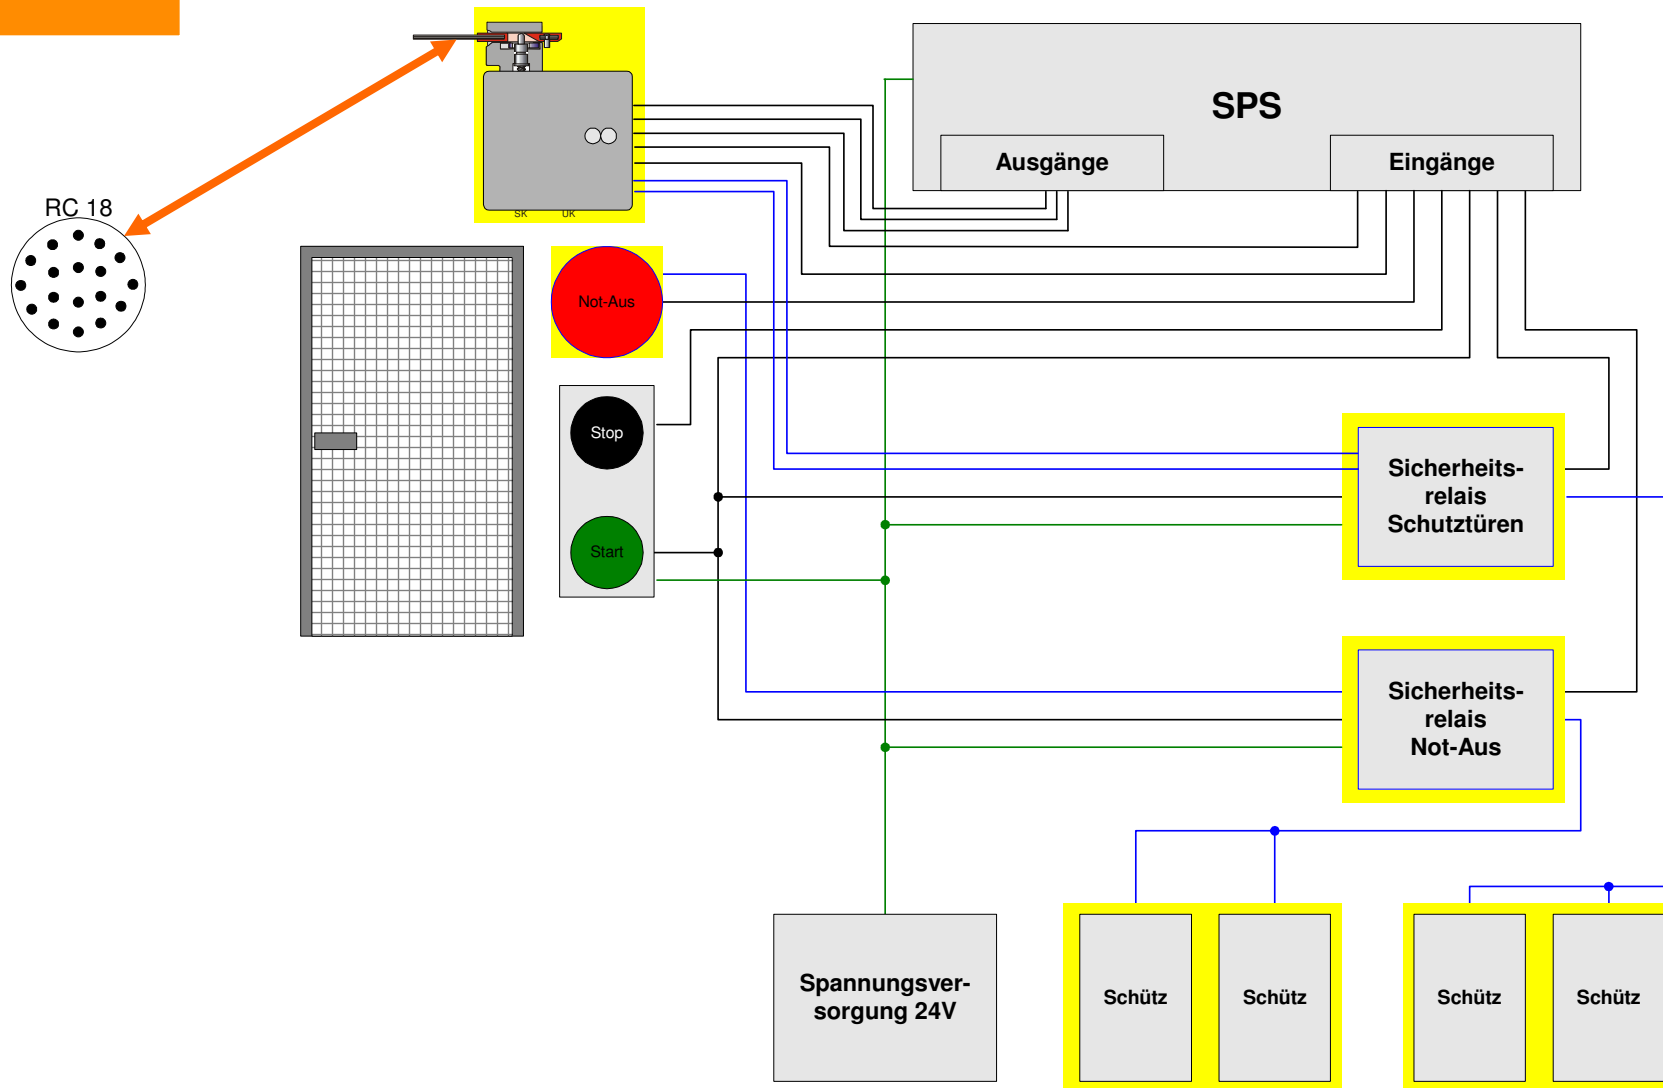 SPS
Ausgänge
Eingänge
RC 18
SK
UK
Not-Aus
Stop
Start
Sicherheits-
relais
Schutztüren
Sicherheits-
relais
Not-Aus
Spannungsver-
sorgung 24V
Schütz
Schütz
Schütz
Schütz